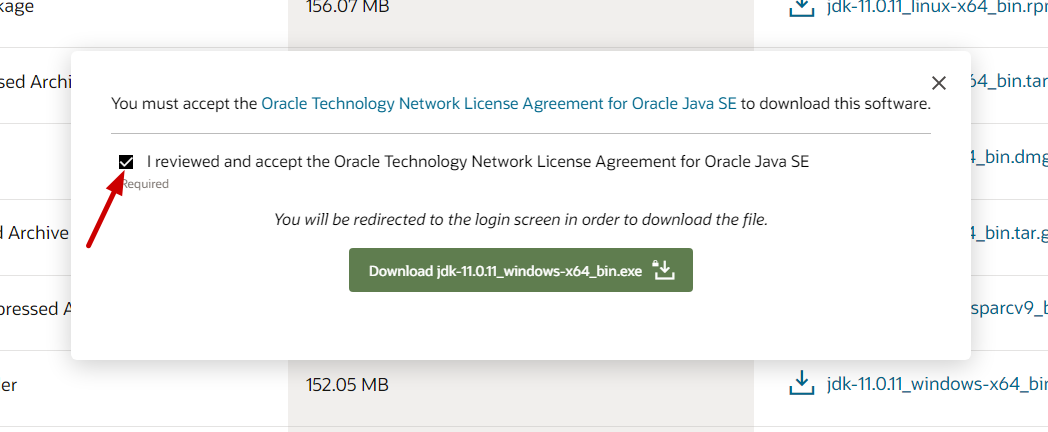 kage 156.07 MB jdk-11.0.11_linux-x64_bin.rpr
sed Archi 64_bin.tar
You must accept the Oracle Technology Network License Agreement for Oracle Java SE to download this software.
4_bin.dmg
I reviewed and accept the Oracle Technology Network License Agreement for Oracle Java SE
Required
You will be redirected to the login screen in order to download the file.
d Archive 4_bin.tar.g
Download jdk-11.0.11_windows-x64_bin.exe
pressed A sparcv9_b
er 152.05 MB jdk-11.0.11_windows-x64_bin